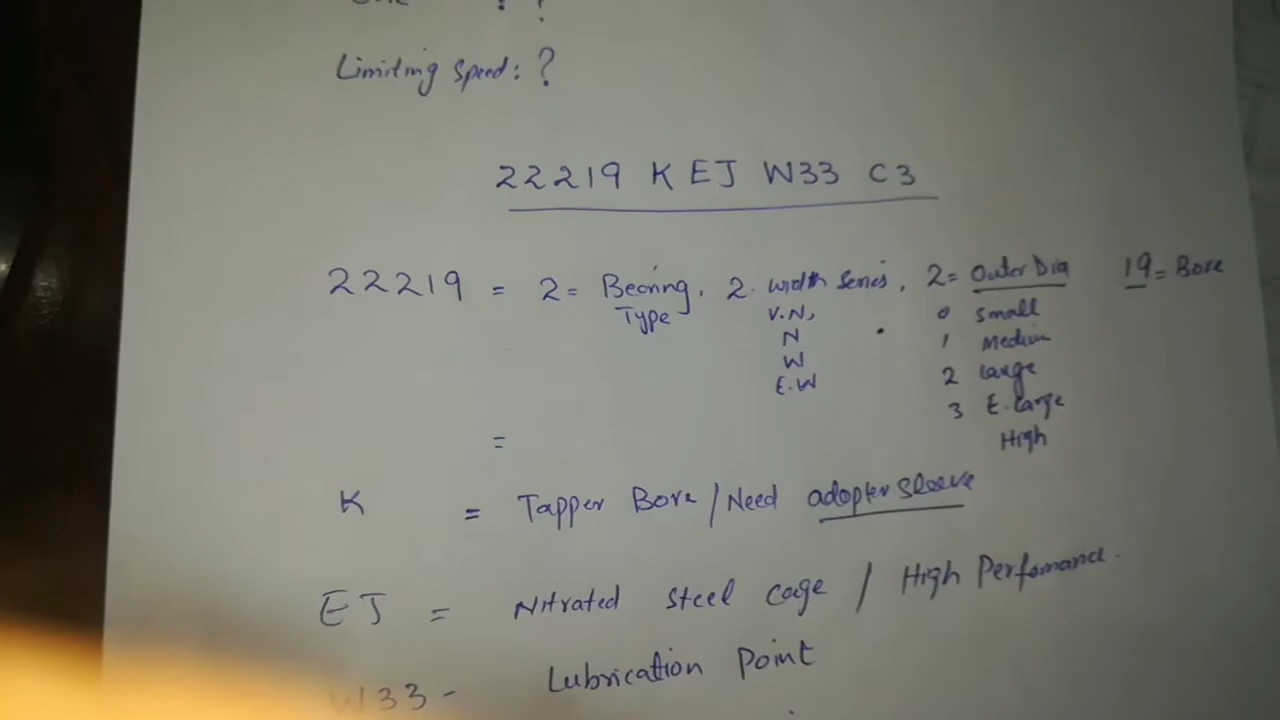 ? ?
Limiting Speed: ?
22219 K EJ W33 C3
22219 = 2= Bearing, 2. width Series, 2= Outer Dia 19= Bore
Type V.N, 0 small
N 1 Medium
W 2 Large
E.W 3 E. Large
High
=
K = Tapper Bore/Need adopter sleeve
EJ = Nitrated Steel Cage / High Perfomance.
W33 - Lubrication Point